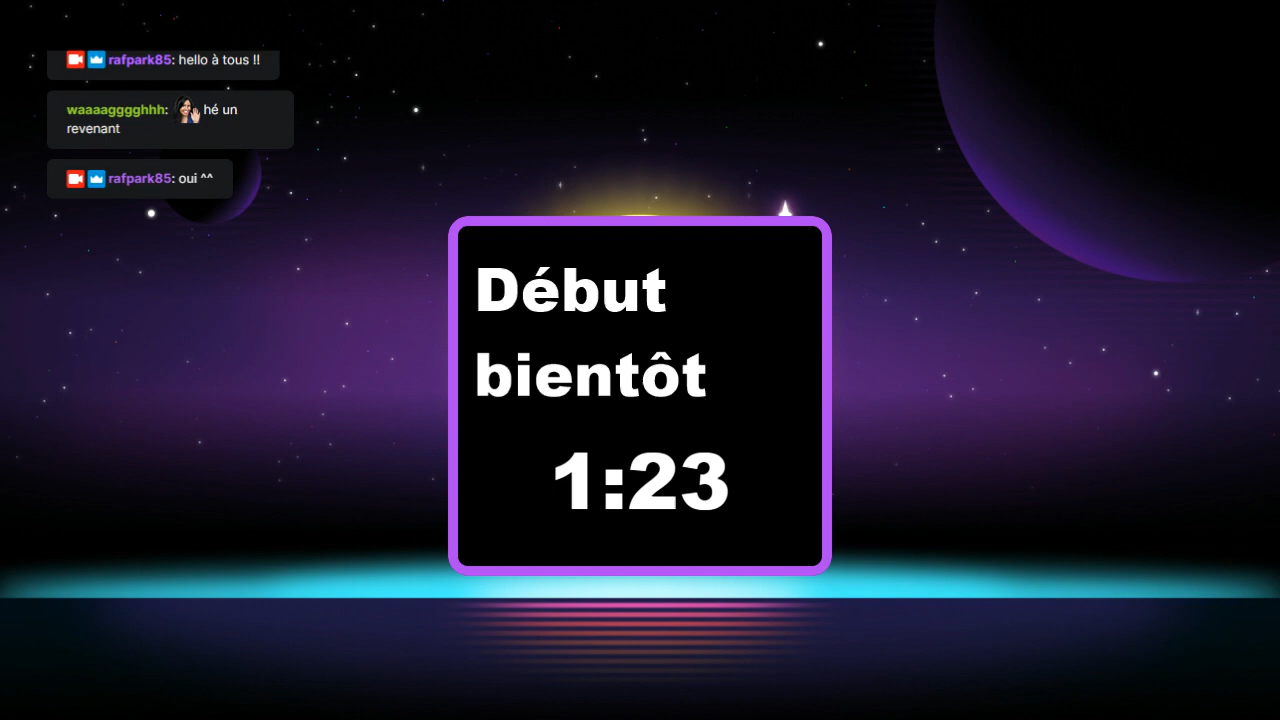 rafpark85: hello à tous !!
waaaagggghhh: hé un
revenant
rafpark85: oui ^^
Début
bientôt
1:23